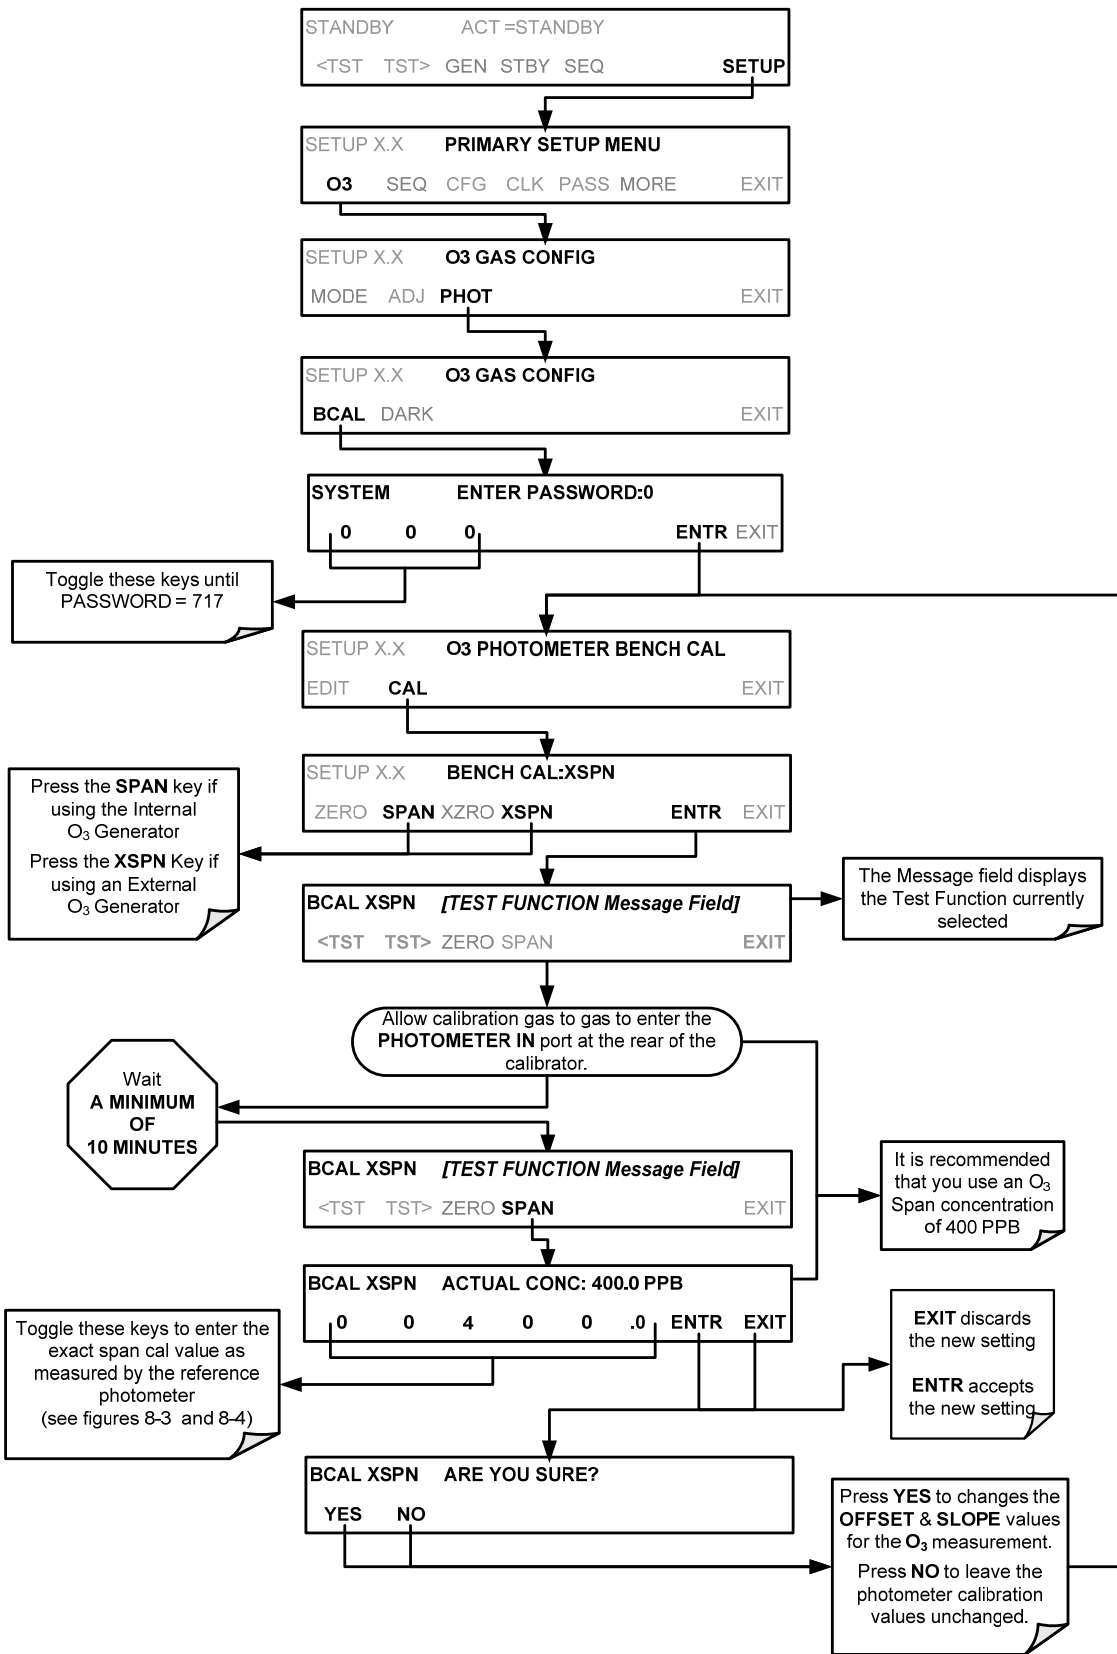 STANDBY ACT =STANDBY
<TST TST> GEN STBY SEQ SETUP
SETUP X.X PRIMARY SETUP MENU
O3 SEQ CFG CLK PASS MORE EXIT
SETUP X.X O3 GAS CONFIG
MODE ADJ PHOT EXIT
SETUP X.X O3 GAS CONFIG
BCAL DARK EXIT
SYSTEM ENTER PASSWORD:0
0 0 0 ENTR EXIT
Toggle these keys until
PASSWORD = 717
SETUP X.X O3 PHOTOMETER BENCH CAL
EDIT CAL EXIT
SETUP X.X BENCH CAL:XSPN
ZERO SPAN XZRO XSPN ENTR EXIT
Press the SPAN key if
using the Internal
O3 Generator
Press the XSPN Key if
using an External
O3 Generator
BCAL XSPN [TEST FUNCTION Message Field]
<TST TST> ZERO SPAN EXIT
The Message field displays
the Test Function currently
selected
Allow calibration gas to gas to enter the
PHOTOMETER IN port at the rear of the
calibrator.
Wait
A MINIMUM
OF
10 MINUTES
BCAL XSPN [TEST FUNCTION Message Field]
<TST TST> ZERO SPAN EXIT
It is recommended
that you use an O3
Span concentration
of 400 PPB
BCAL XSPN ACTUAL CONC: 400.0 PPB
0 0 4 0 0 .0 ENTR EXIT
Toggle these keys to enter the
exact span cal value as
measured by the reference
photometer
(see figures 8-3 and 8-4)
EXIT discards
the new setting
ENTR accepts
the new setting
BCAL XSPN ARE YOU SURE?
YES NO
Press YES to changes the
OFFSET & SLOPE values
for the O3 measurement.
Press NO to leave the
photometer calibration
values unchanged.